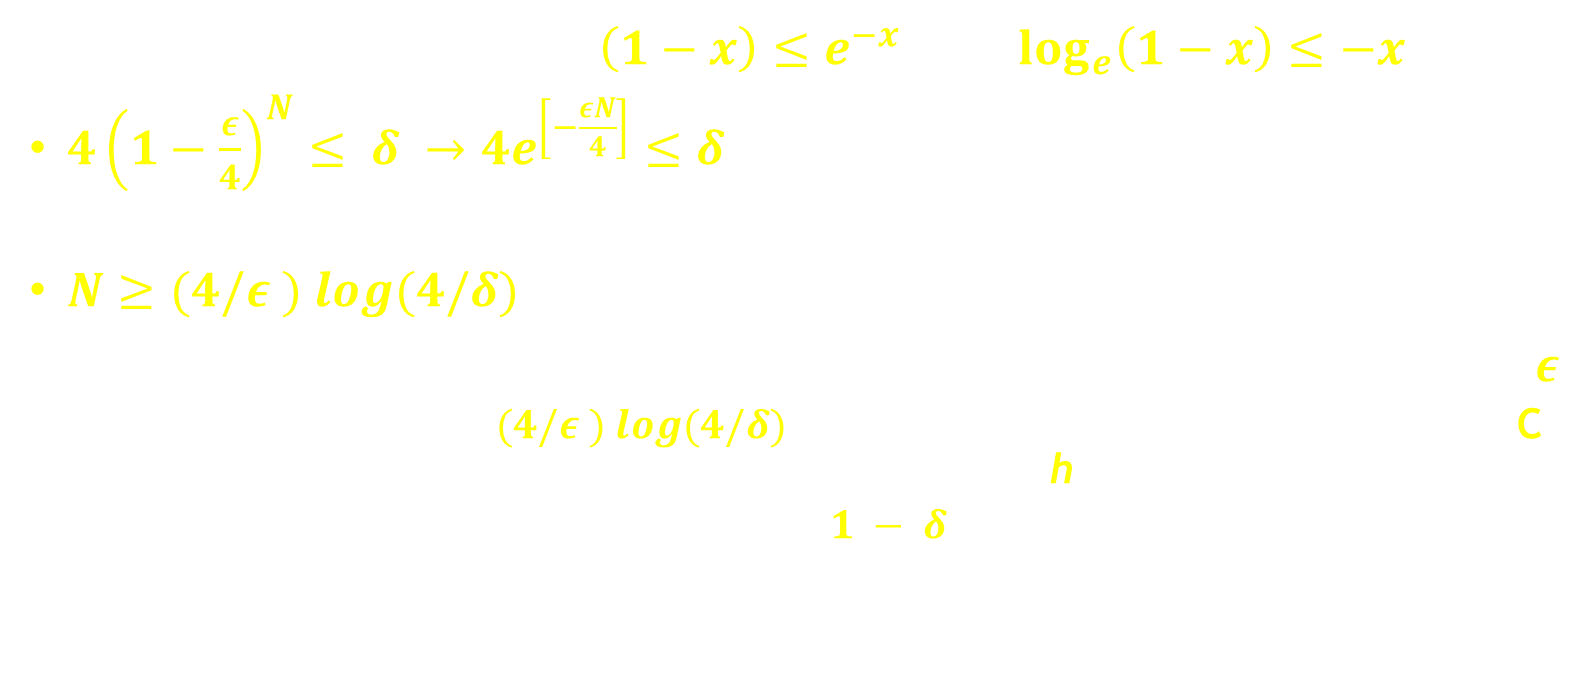 (1 − x) ≤ e^{−x} log_e(1 − x) ≤ −x
• 4(1 − ϵ/4)^N ≤ δ → 4e^{[−ϵN/4]} ≤ δ
• N ≥ (4/ϵ ) log(4/δ)
ϵ
(4/ϵ ) log(4/δ) C
h
1 − δ